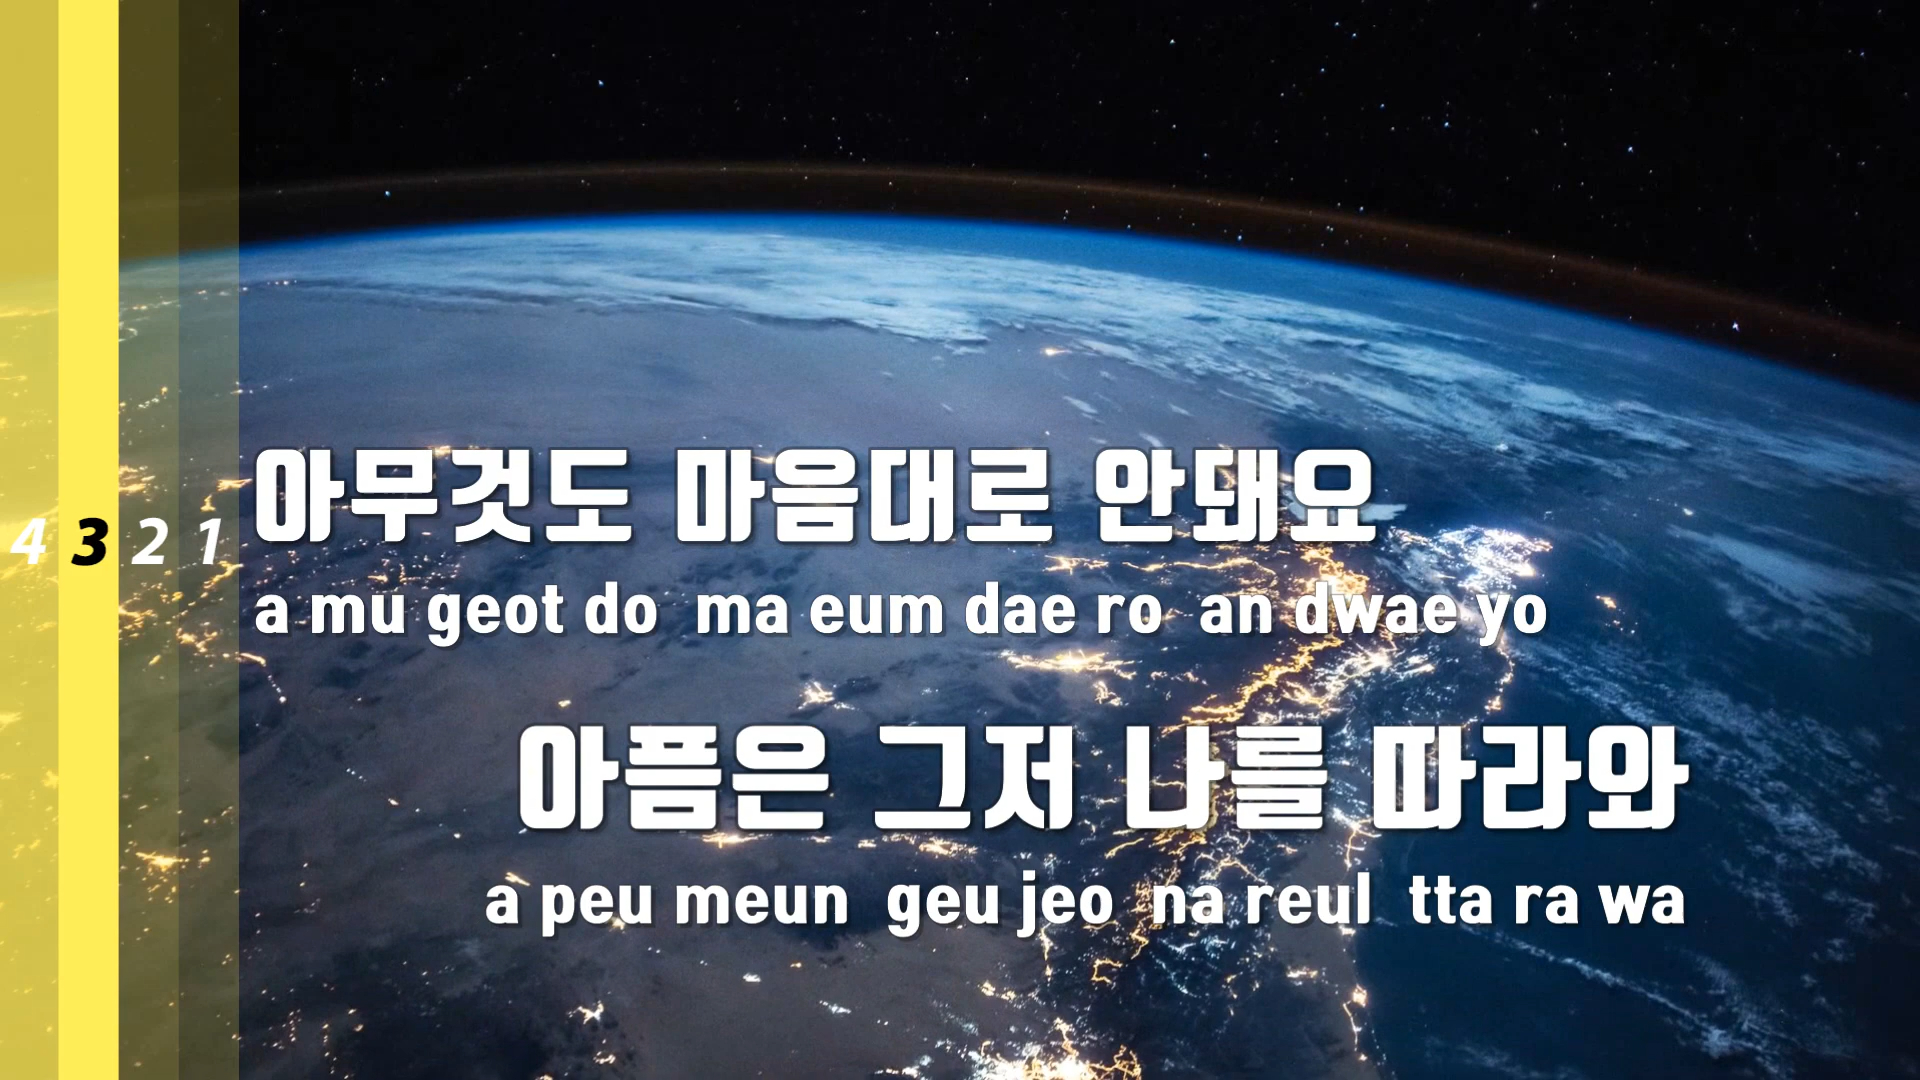 4 3 2 1
아무것도 마음대로 안돼요
a mu geot do ma eum dae ro an dwae yo
아픔은 그저 나를 따라와
a peu meun geu jeo na reul tta ra wa